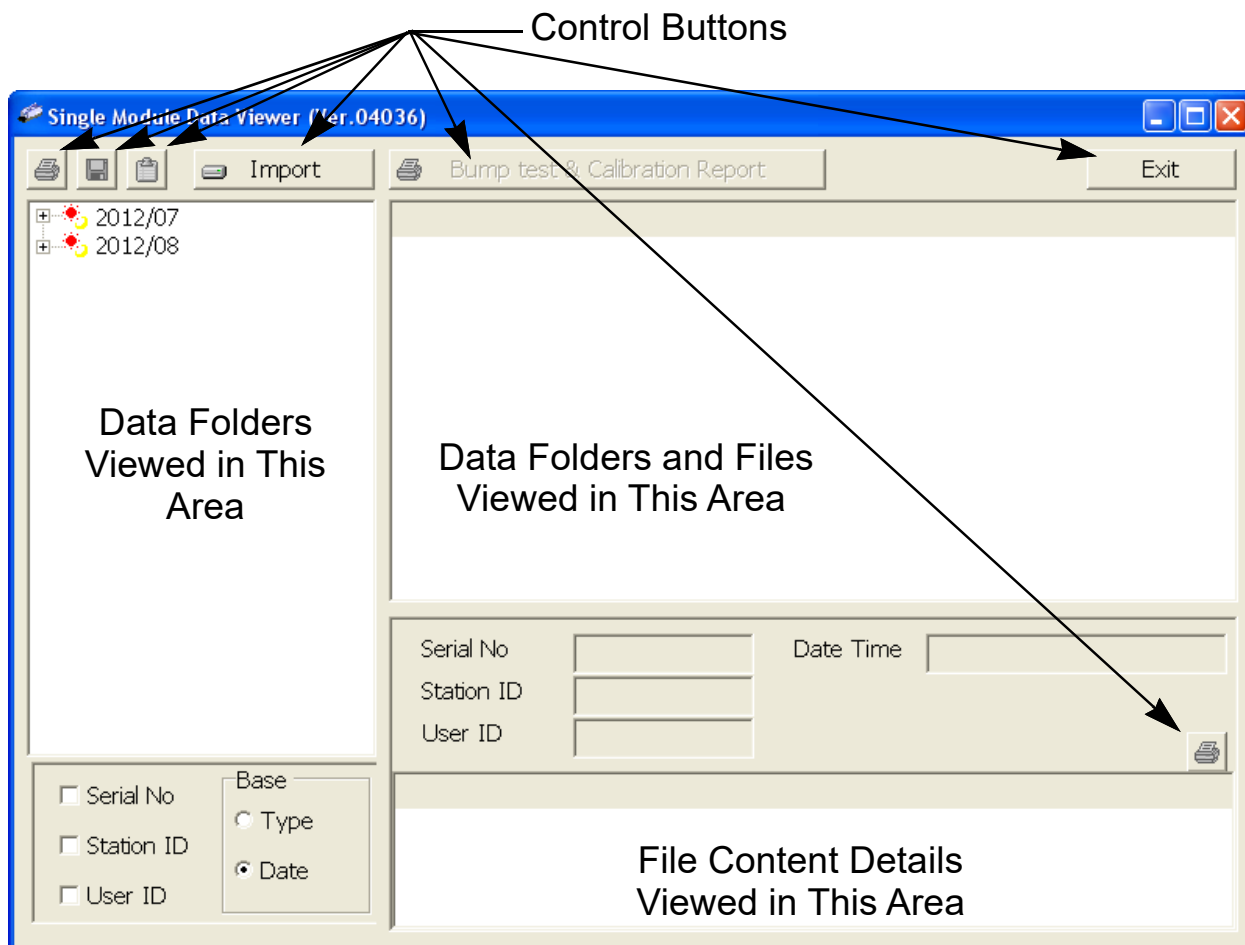 Control Buttons
Single Module Data Viewer (Ver.04036)
Import
Bump test & Calibration Report
Exit
2012/07
2012/08
Data Folders
Viewed in This
Area
Data Folders and Files
Viewed in This Area
Serial No
Date Time
Station ID
User ID
Serial No
Station ID
User ID
Base
Type
Date
File Content Details
Viewed in This Area